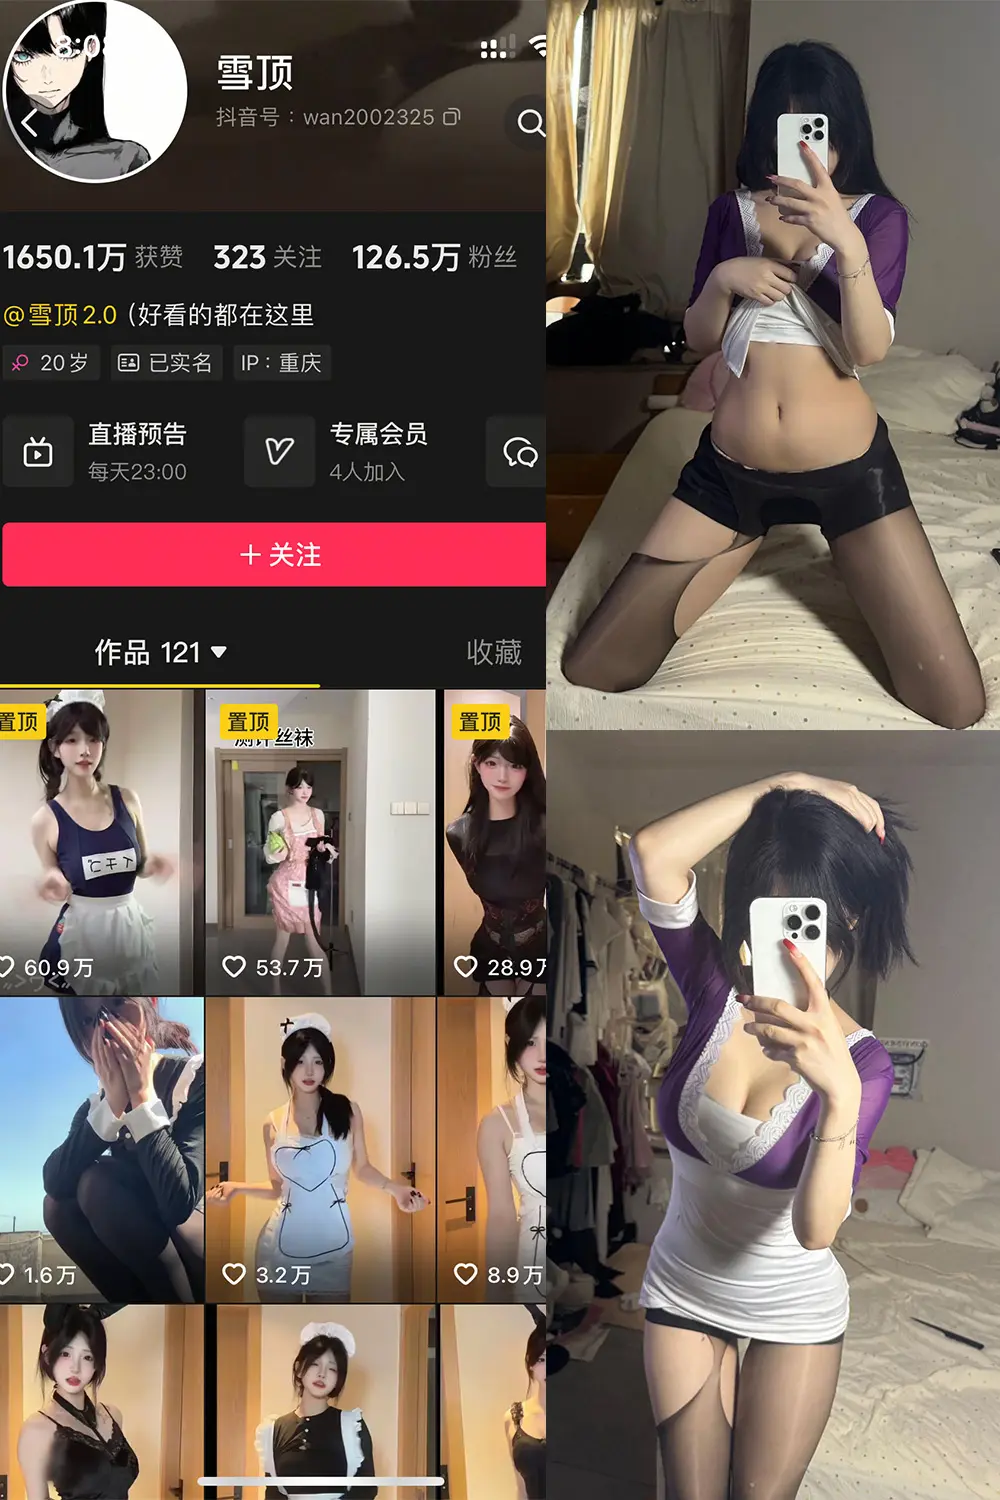 8:08
雪顶
抖音号：wan2002325
1650.1万 获赞 323 关注 126.5万 粉丝
@雪顶2.0（好看的都在这里
20岁 已实名 IP：重庆
直播预告
每天23:00
专属会员
4人加入
＋关注
作品 121 收藏
置顶 置顶 置顶
测评丝袜
60.9万 53.7万 28.9万
1.6万 3.2万 8.9万